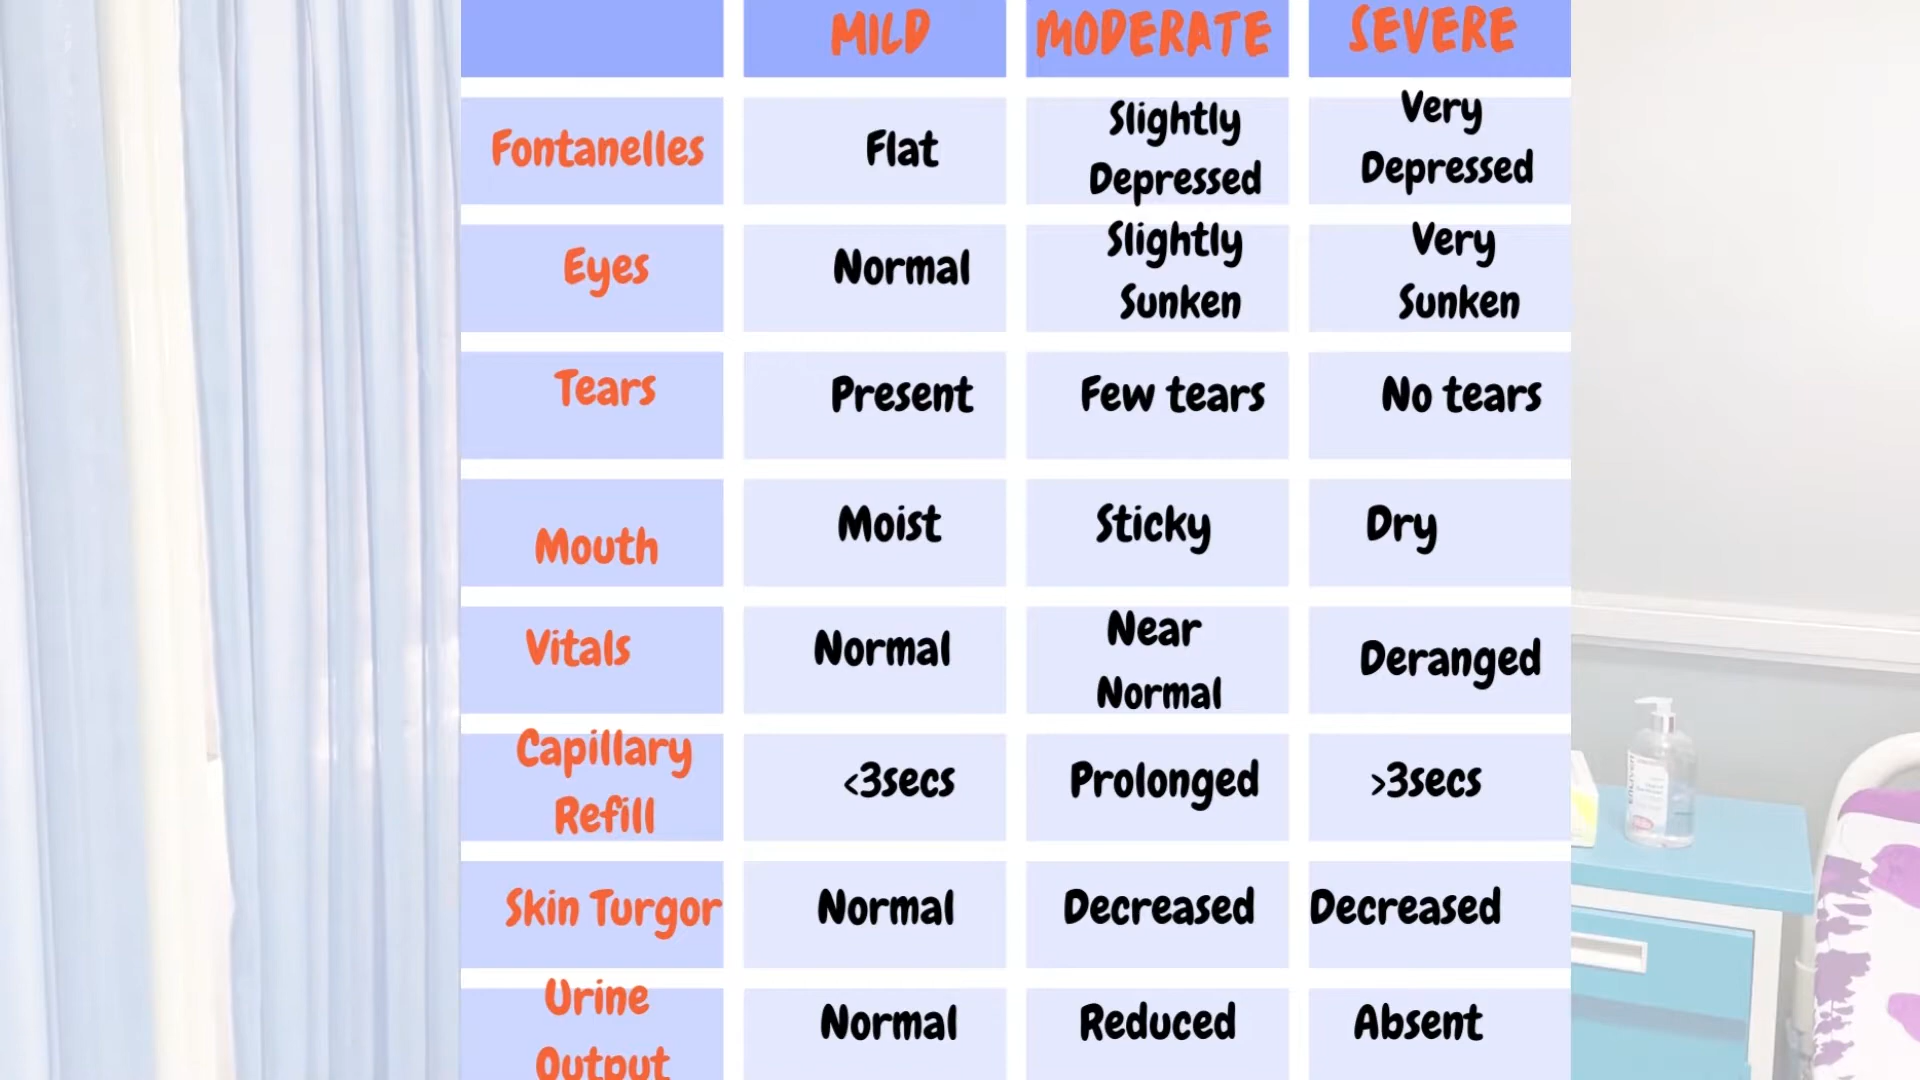 MILD MODERATE SEVERE
Fontanelles Flat Slightly Depressed Very Depressed
Eyes Normal Slightly Sunken Very Sunken
Tears Present Few tears No tears
Mouth Moist Sticky Dry
Vitals Normal Near Normal Deranged
Capillary Refill <3secs Prolonged >3secs
Skin Turgor Normal Decreased Decreased
Urine Output Normal Reduced Absent